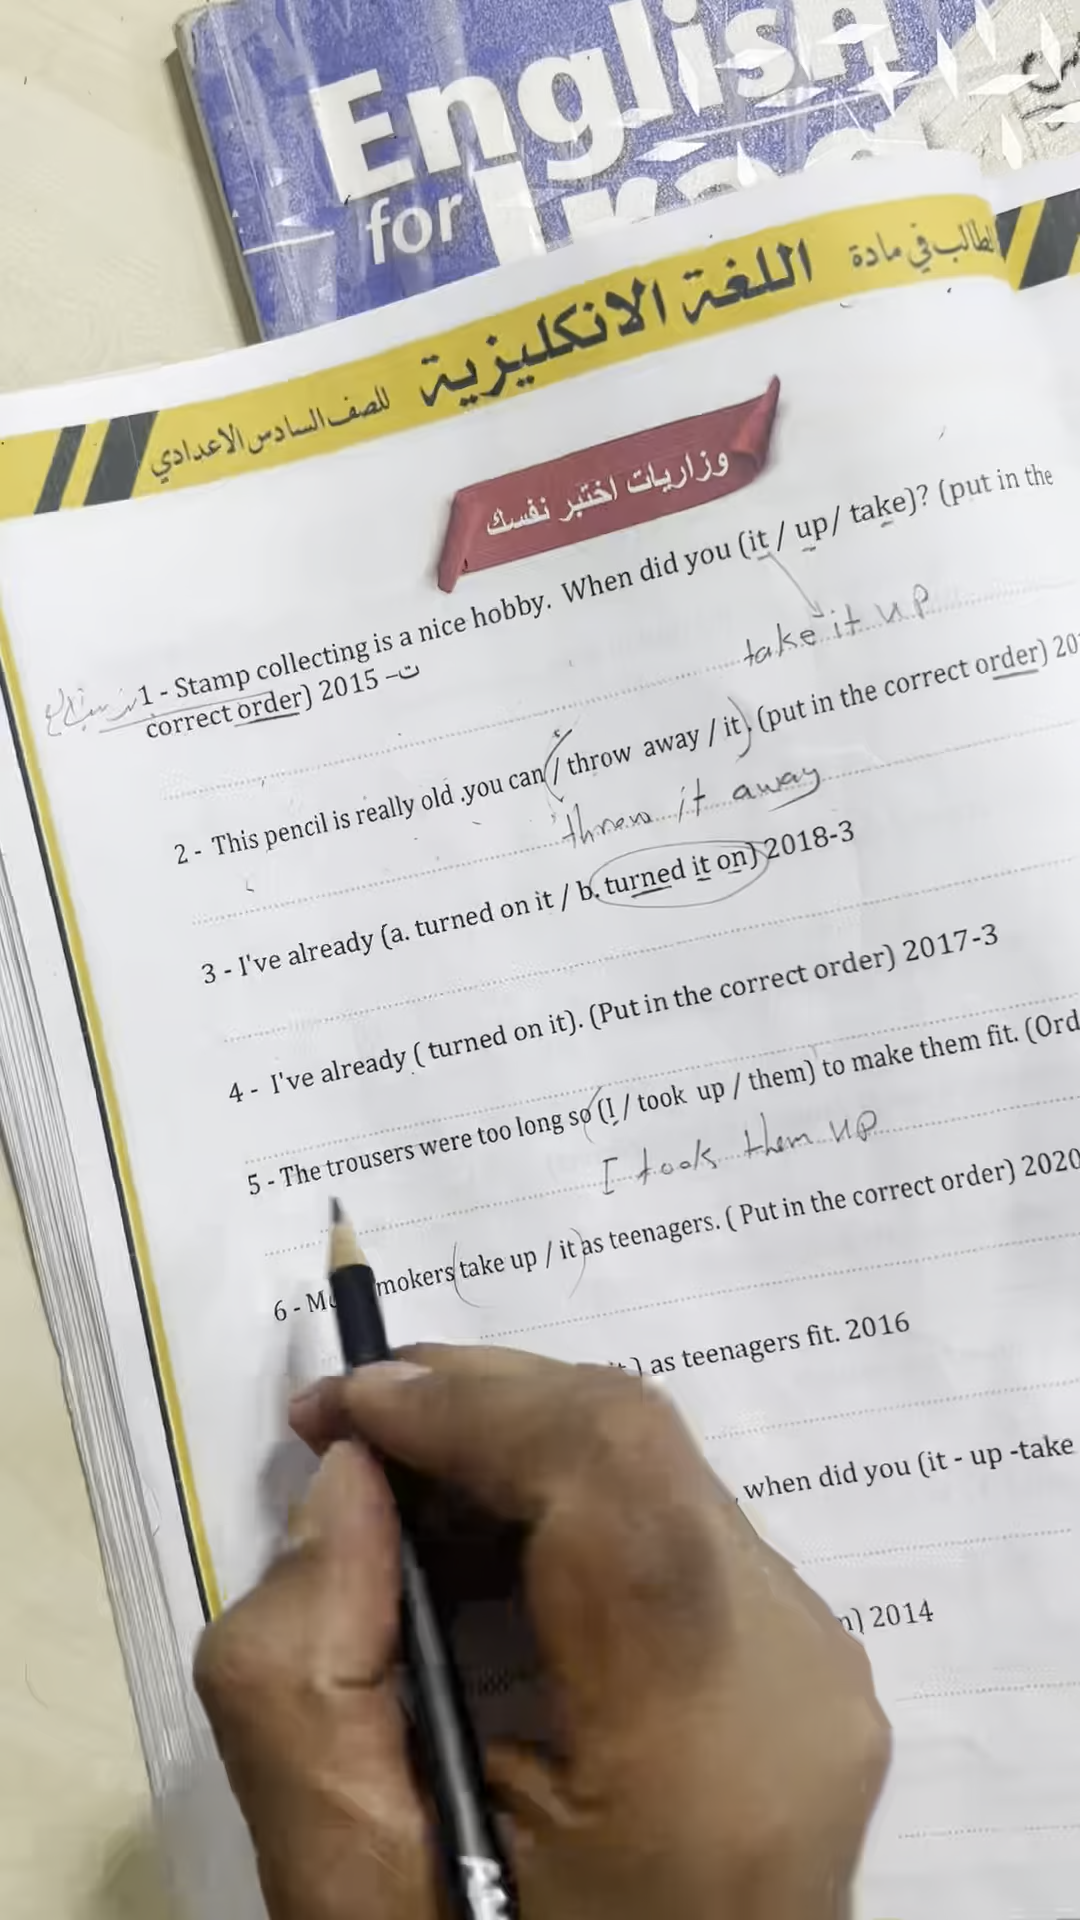 English
for Iraq
الطالب في مادة اللغة الانكليزية للصف السادس الاعدادي
وزاريات اختبر نفسك
1 - Stamp collecting is a nice hobby. When did you (it / up/ take)? (put in the
correct order) 2015 –ت
take it up
2 - This pencil is really old .you can / throw away / it). (put in the correct order) 20
throw it away
3 - I've already (a. turned on it / b. turned it on) 2018-3
4 - I've already ( turned on it). (Put in the correct order) 2017-3
5 - The trousers were too long so (I / took up / them) to make them fit. (Ord
I took them up
6 - mokers take up / it as teenagers. ( Put in the correct order) 2020
) as teenagers fit. 2016
, when did you (it - up -take
) 2014